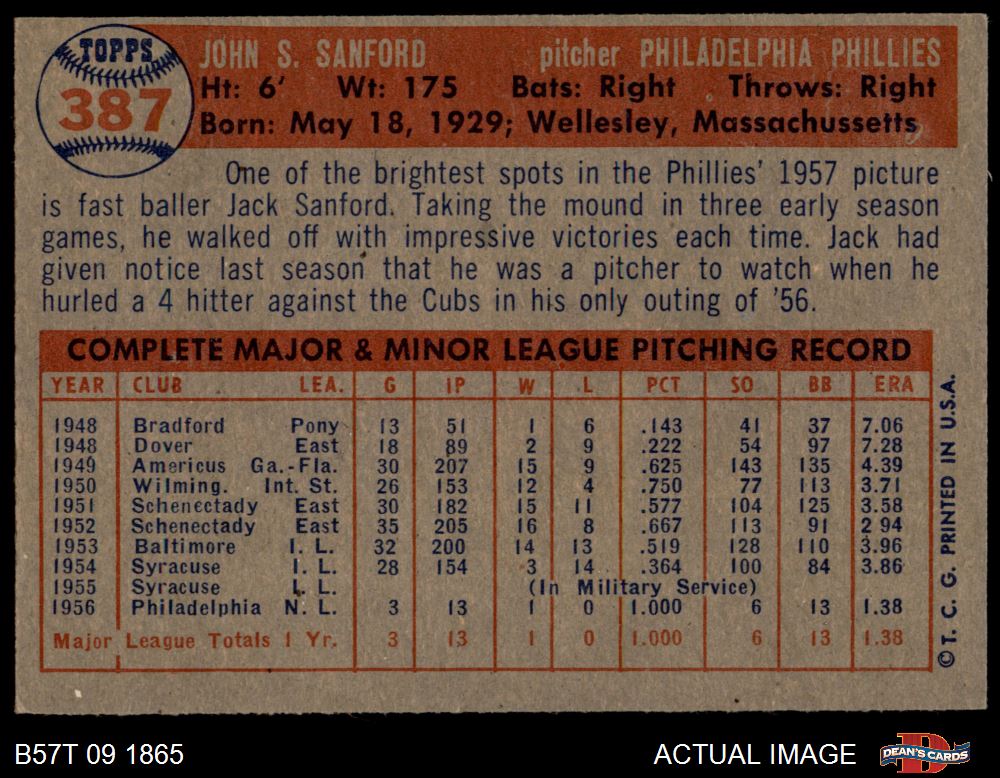 TOPPS
387
JOHN S. SANFORD pitcher PHILADELPHIA PHILLIES
Ht: 6' Wt: 175 Bats: Right Throws: Right
Born: May 18, 1929; Wellesley, Massachussetts
One of the brightest spots in the Phillies' 1957 picture
is fast baller Jack Sanford. Taking the mound in three early season
games, he walked off with impressive victories each time. Jack had
given notice last season that he was a pitcher to watch when he
hurled a 4 hitter against the Cubs in his only outing of '56.
COMPLETE MAJOR & MINOR LEAGUE PITCHING RECORD
YEAR CLUB LEA. G IP W L PCT SO BB ERA
1948 Bradford Pony 13 51 1 6 .143 41 37 7.06
1948 Dover East 18 89 2 9 .222 54 97 7.28
1949 Americus Ga.-Fla. 30 207 15 9 .625 143 135 4.39
1950 Wilming. Int. St. 26 153 12 4 .750 77 113 3.71
1951 Schenectady East 30 182 15 11 .577 104 125 3.58
1952 Schenectady East 35 205 16 8 .667 113 91 2 94
1953 Baltimore I. L. 32 200 14 13 .519 128 110 3.96
1954 Syracuse I. L. 28 154 3 14 .364 100 84 3.86
1955 Syracuse I. L. (In Military Service)
1956 Philadelphia N. L. 3 13 1 0 1.000 6 13 1.38
Major League Totals 1 Yr. 3 13 1 0 1.000 6 13 1.38
© T. C. G. PRINTED IN U.S.A.
B57T 09 1865
ACTUAL IMAGE
D
DEAN'S CARDS